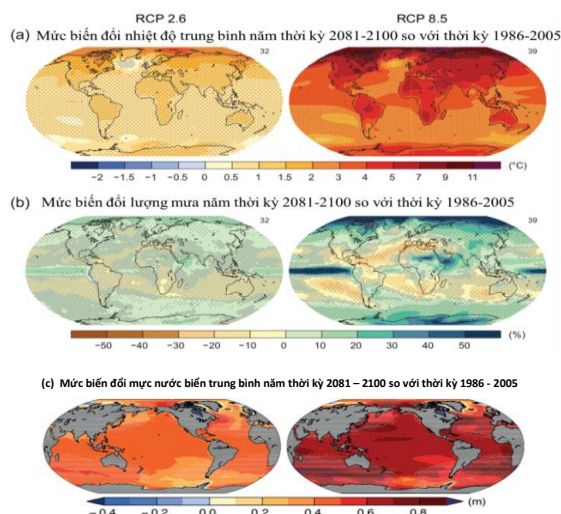 RCP 2.6 RCP 8.5
(a) Mức biến đổi nhiệt độ trung bình năm thời kỳ 2081-2100 so với thời kỳ 1986-2005
32 39
−2 −1.5 −1 −0.5 0 0.5 1 1.5 2 3 4 5 7 9 11 (°C)
(b) Mức biến đổi lượng mưa năm thời kỳ 2081-2100 so với thời kỳ 1986-2005
32 39
−50 −40 −30 −20 −10 0 10 20 30 40 50 (%)
(c) Mức biến đổi mực nước biển trung bình năm thời kỳ 2081 – 2100 so với thời kỳ 1986 - 2005
−0.4 −0.2 0.0 0.2 0.4 0.6 0.8 (m)